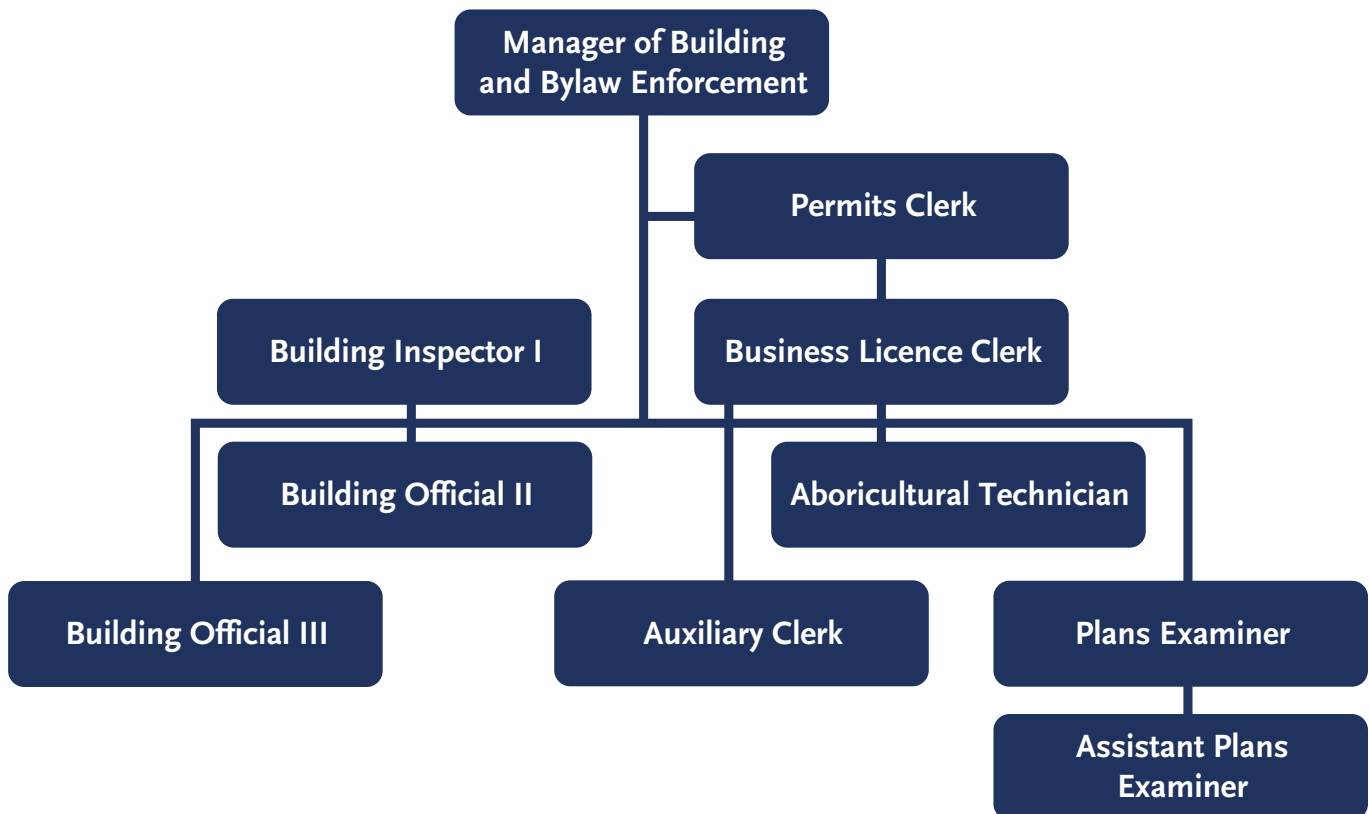 Manager of Building
and Bylaw Enforcement
Permits Clerk
Building Inspector I
Business Licence Clerk
Building Official II
Aboricultural Technician
Building Official III
Auxiliary Clerk
Plans Examiner
Assistant Plans
Examiner